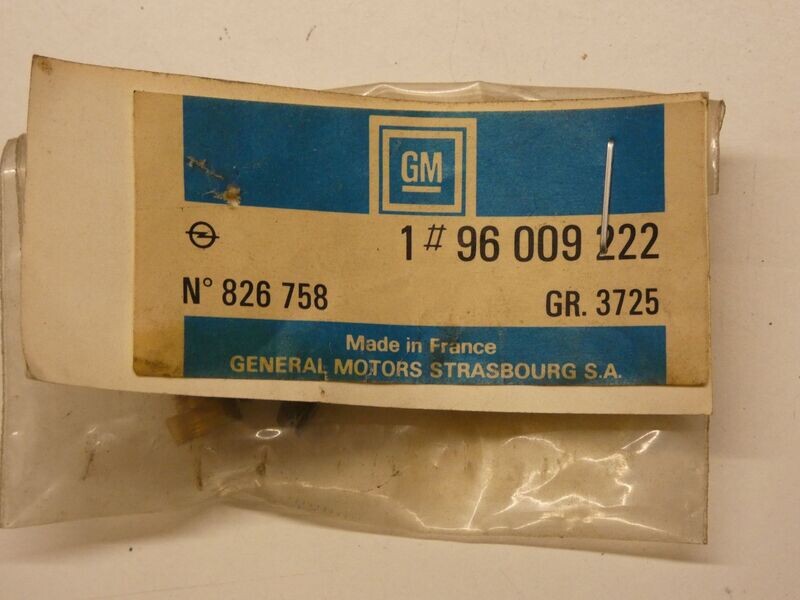 GM
1 # 96 009 222
N° 826 758
GR. 3725
Made in France
GENERAL MOTORS STRASBOURG S.A.